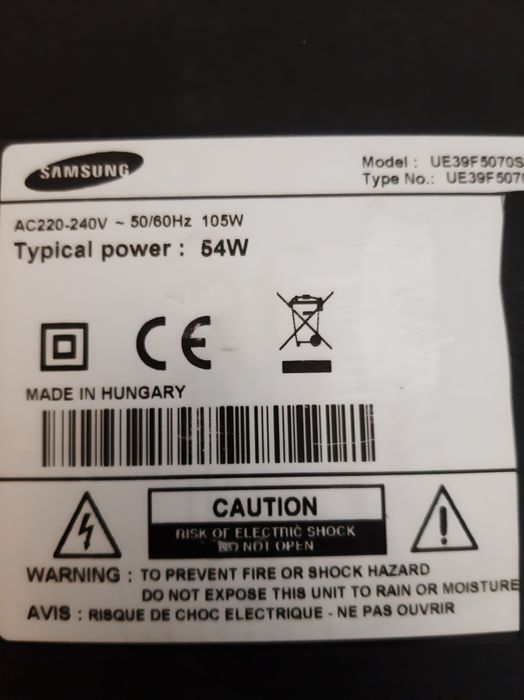 SAMSUNG
Model : UE39F5070S
Type No.: UE39F507
AC220-240V ~ 50/60Hz 105W
Typical power : 54W
CE
MADE IN HUNGARY
CAUTION
RISK OF ELECTRIC SHOCK
DO NOT OPEN
WARNING : TO PREVENT FIRE OR SHOCK HAZARD
DO NOT EXPOSE THIS UNIT TO RAIN OR MOISTURE
AVIS : RISQUE DE CHOC ELECTRIQUE - NE PAS OUVRIR